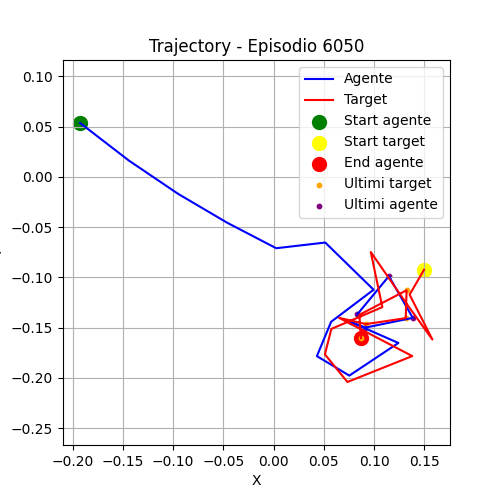 Trajectory - Episodio 6050
Agente
Target
Start agente
Start target
End agente
Ultimi target
Ultimi agente
0.10
0.05
0.00
−0.05
−0.10
−0.15
−0.20
−0.25
−0.20 −0.15 −0.10 −0.05 0.00 0.05 0.10 0.15
X